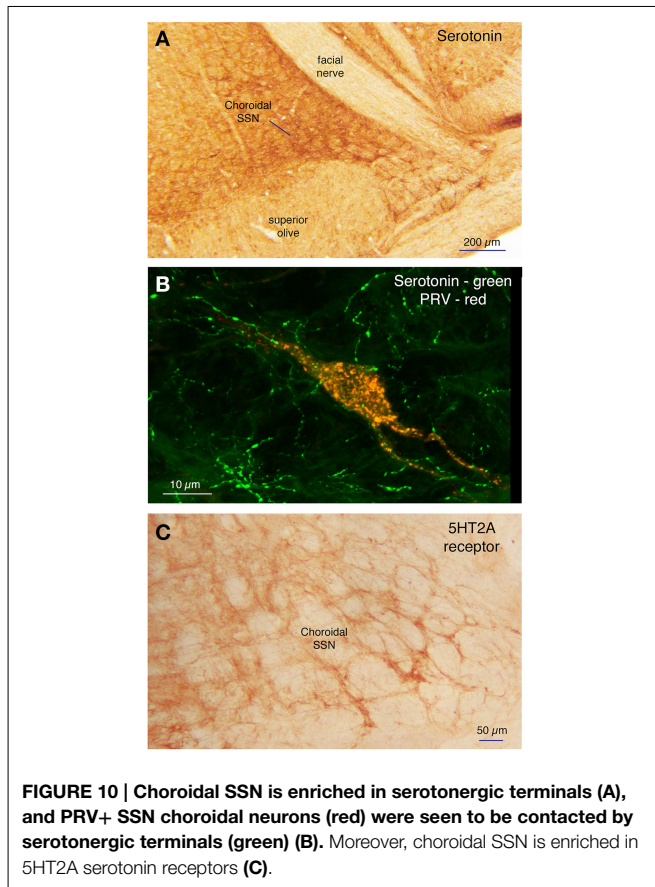 A
Serotonin
facial
nerve
Choroidal
SSN
superior
olive
200 µm
B
Serotonin - green
PRV - red
10 µm
C
5HT2A
receptor
Choroidal
SSN
50 µm
FIGURE 10 | Choroidal SSN is enriched in serotonergic terminals (A),
and PRV+ SSN choroidal neurons (red) were seen to be contacted by
serotonergic terminals (green) (B). Moreover, choroidal SSN is enriched in
5HT2A serotonin receptors (C).